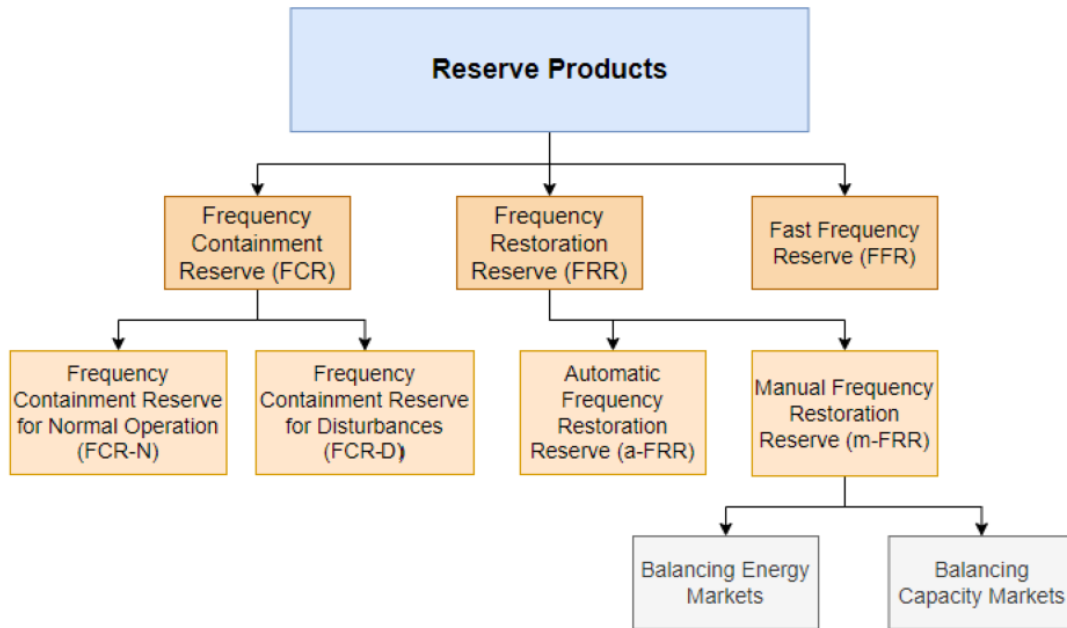 Reserve Products
Frequency
Containment
Reserve (FCR)
Frequency
Restoration
Reserve (FRR)
Fast Frequency
Reserve (FFR)
Frequency
Containment Reserve
for Normal Operation
(FCR-N)
Frequency
Containment Reserve
for Disturbances
(FCR-D)
Automatic
Frequency
Restoration
Reserve (a-FRR)
Manual Frequency
Restoration
Reserve (m-FRR)
Balancing Energy
Markets
Balancing
Capacity Markets